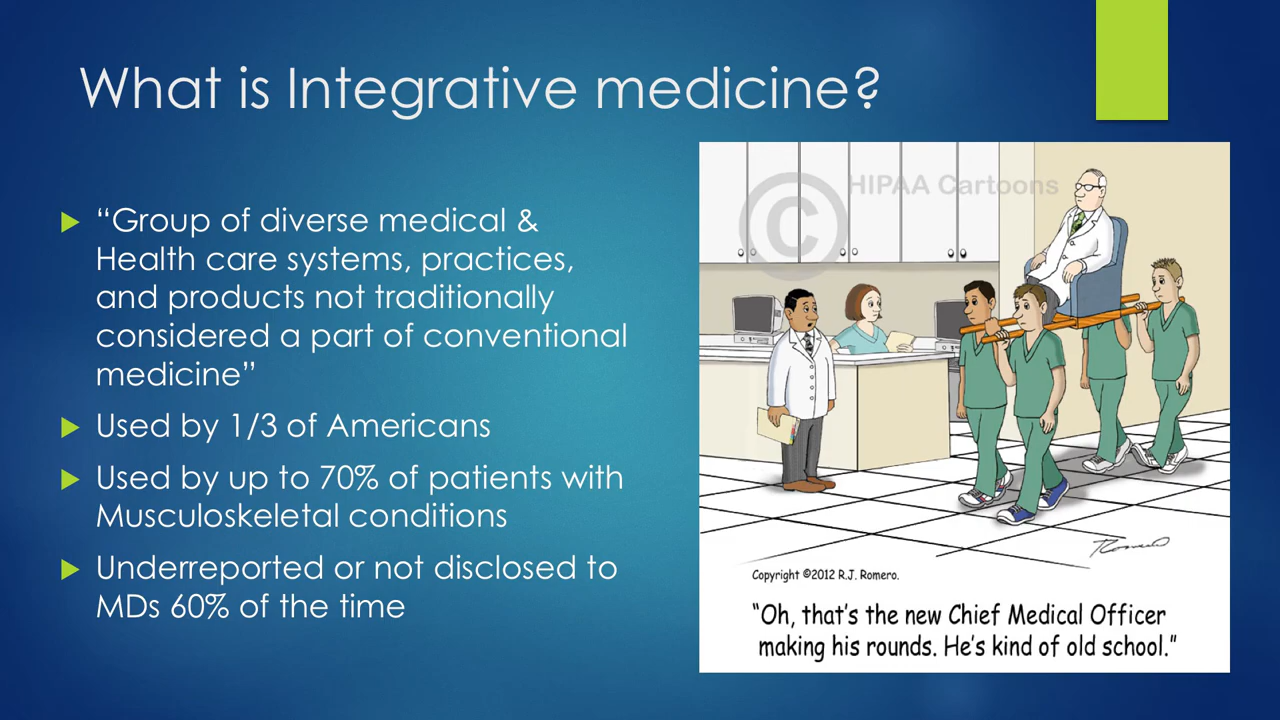 What is Integrative medicine?
“Group of diverse medical &
Health care systems, practices,
and products not traditionally
considered a part of conventional
medicine”
Used by 1/3 of Americans
Used by up to 70% of patients with
Musculoskeletal conditions
Underreported or not disclosed to
MDs 60% of the time
©
HIPAA Cartoons
Romero
Copyright ©2012 R.J. Romero.
“Oh, that’s the new Chief Medical Officer
making his rounds. He’s kind of old school.”